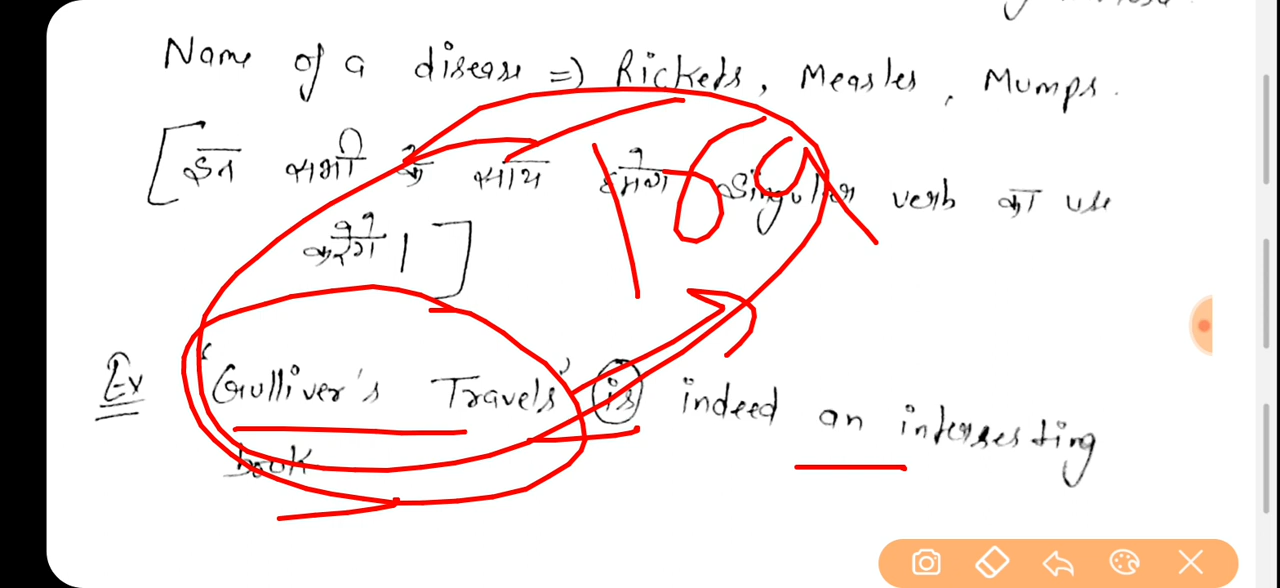 Name of a disease => Rickets, Measles, Mumps.
[इन सभी के साथ हमेशा Singular verb का use
करेंगे।]
Ex 'Gulliver's Travels' is indeed an interesting
book